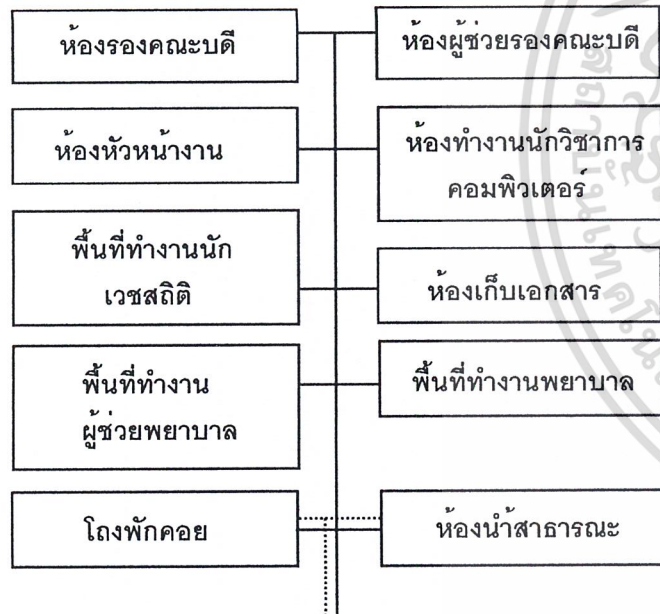 ห้องรองคณะบดี
ห้องผู้ช่วยรองคณะบดี
ห้องหัวหน้างาน
ห้องทำงานนักวิชาการ
คอมพิวเตอร์
พื้นที่ทำงานนัก
เวชสถิติ
ห้องเก็บเอกสาร
พื้นที่ทำงาน
ผู้ช่วยพยาบาล
พื้นที่ทำงานพยาบาล
โถงพักคอย
ห้องน้ำสาธารณะ